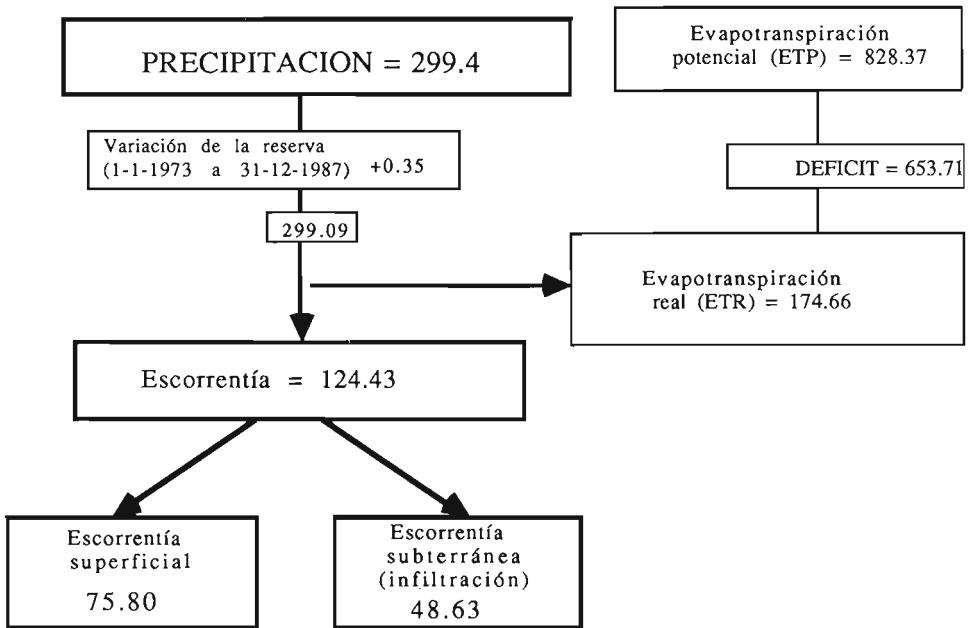 PRECIPITACION = 299.4
Evapotranspiración
potencial (ETP) = 828.37
Variación de la reserva
(1-1-1973 a 31-12-1987) +0.35
DEFICIT = 653.71
299.09
Evapotranspiración
real (ETR) = 174.66
Escorrentía = 124.43
Escorrentía
superficial
75.80
Escorrentía
subterránea
(infiltración)
48.63